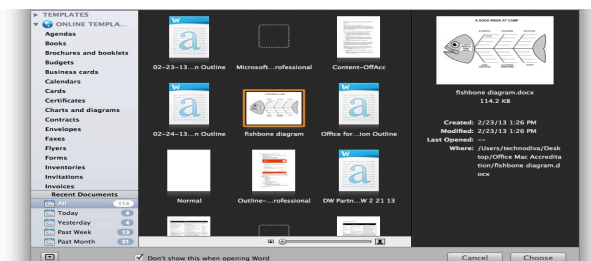 TEMPLATES
ONLINE TEMPLA...
Agendas
Books
Brochures and booklets
Budgets
Business cards
Calendars
Cards
Certificates
Charts and diagrams
Contracts
Envelopes
Faxes
Flyers
Forms
Inventories
Invitations
Invoices
Recent Documents
All 114
Today 4
Yesterday 4
Past Week 13
Past Month 31
02-23-13...n Outline Microsoft...rofessional Content-OffAcc
02-24-13...n Outline fishbone diagram Office for...ion Outline
Normal Outline-...rofessional DW Partn...W 2 21 13
A GOOD WEEK AT CAMP
fishbone diagram.docx
114.2 KB
Created: 2/23/13 1:26 PM
Modified: 2/23/13 1:26 PM
Last Opened: --
Where: /Users/technodiva/Desk
top/Office Mac Accredita
tion/fishbone diagram.d
ocx
Don't show this when opening Word
Cancel Choose